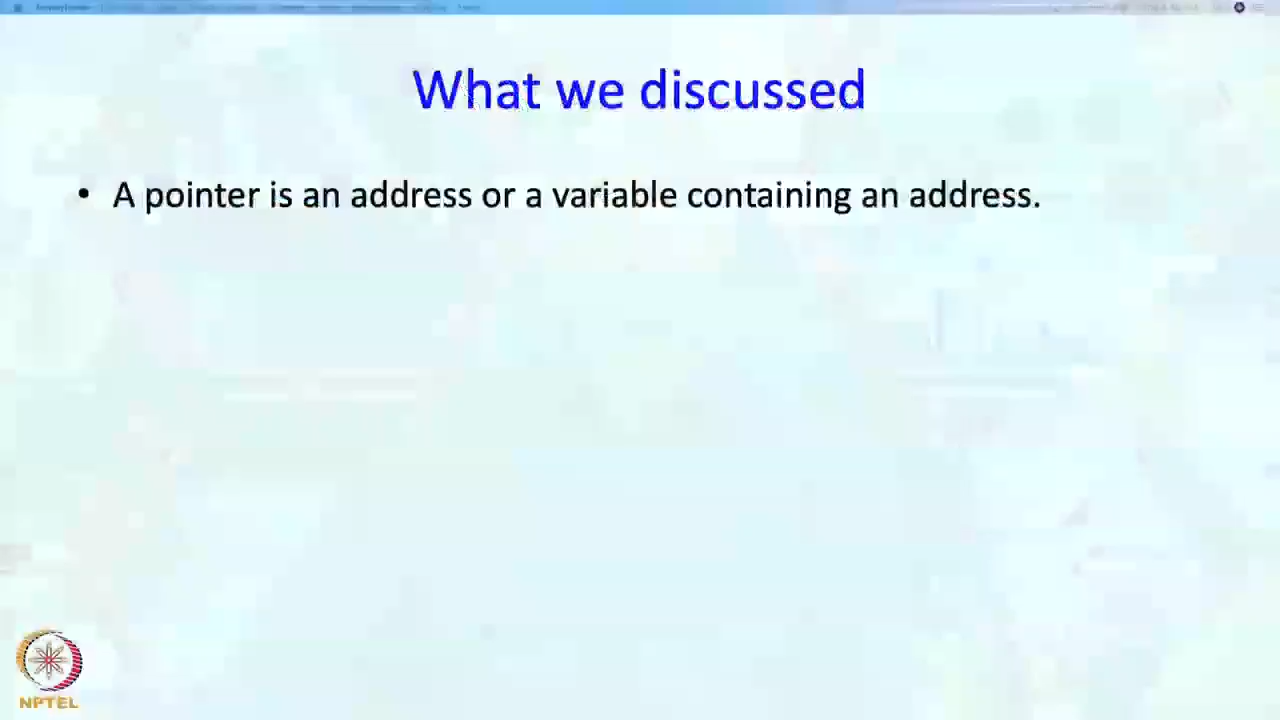 What we discussed
• A pointer is an address or a variable containing an address.
NPTEL